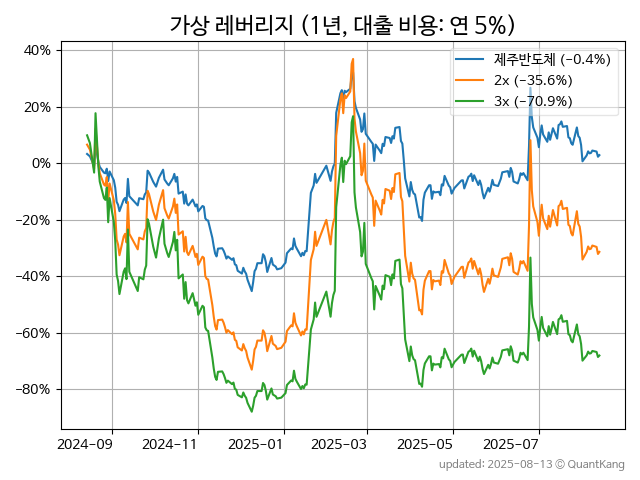 가상 레버리지 (1년, 대출 비용: 연 5%)
제주반도체 (−0.4%)
2x (−35.6%)
3x (−70.9%)
40%
20%
0%
−20%
−40%
−60%
−80%
2024-09 2024-11 2025-01 2025-03 2025-05 2025-07
updated: 2025-08-13 © QuantKang